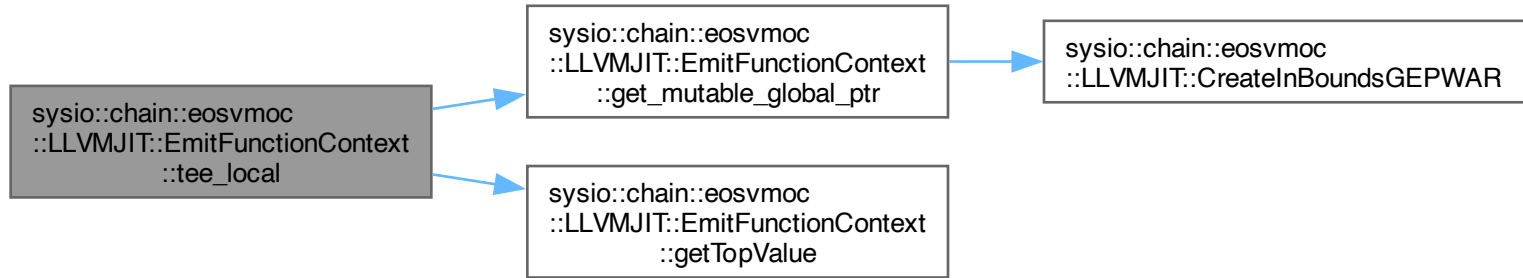 sysio::chain::eosvmoc
::LLVMJIT::EmitFunctionContext
::tee_local
sysio::chain::eosvmoc
::LLVMJIT::EmitFunctionContext
::get_mutable_global_ptr
sysio::chain::eosvmoc
::LLVMJIT::CreateInBoundsGEPWAR
sysio::chain::eosvmoc
::LLVMJIT::EmitFunctionContext
::getTopValue